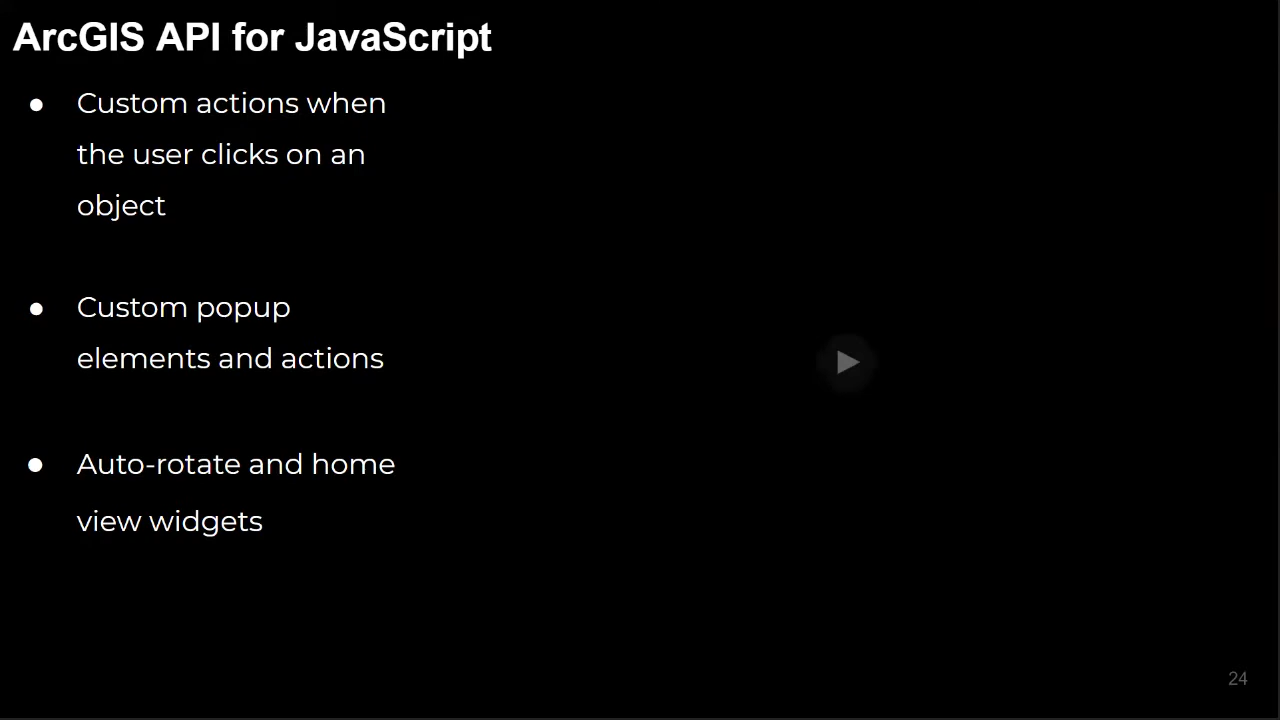 ArcGIS API for JavaScript
● Custom actions when
the user clicks on an
object
● Custom popup
elements and actions
● Auto-rotate and home
view widgets
24